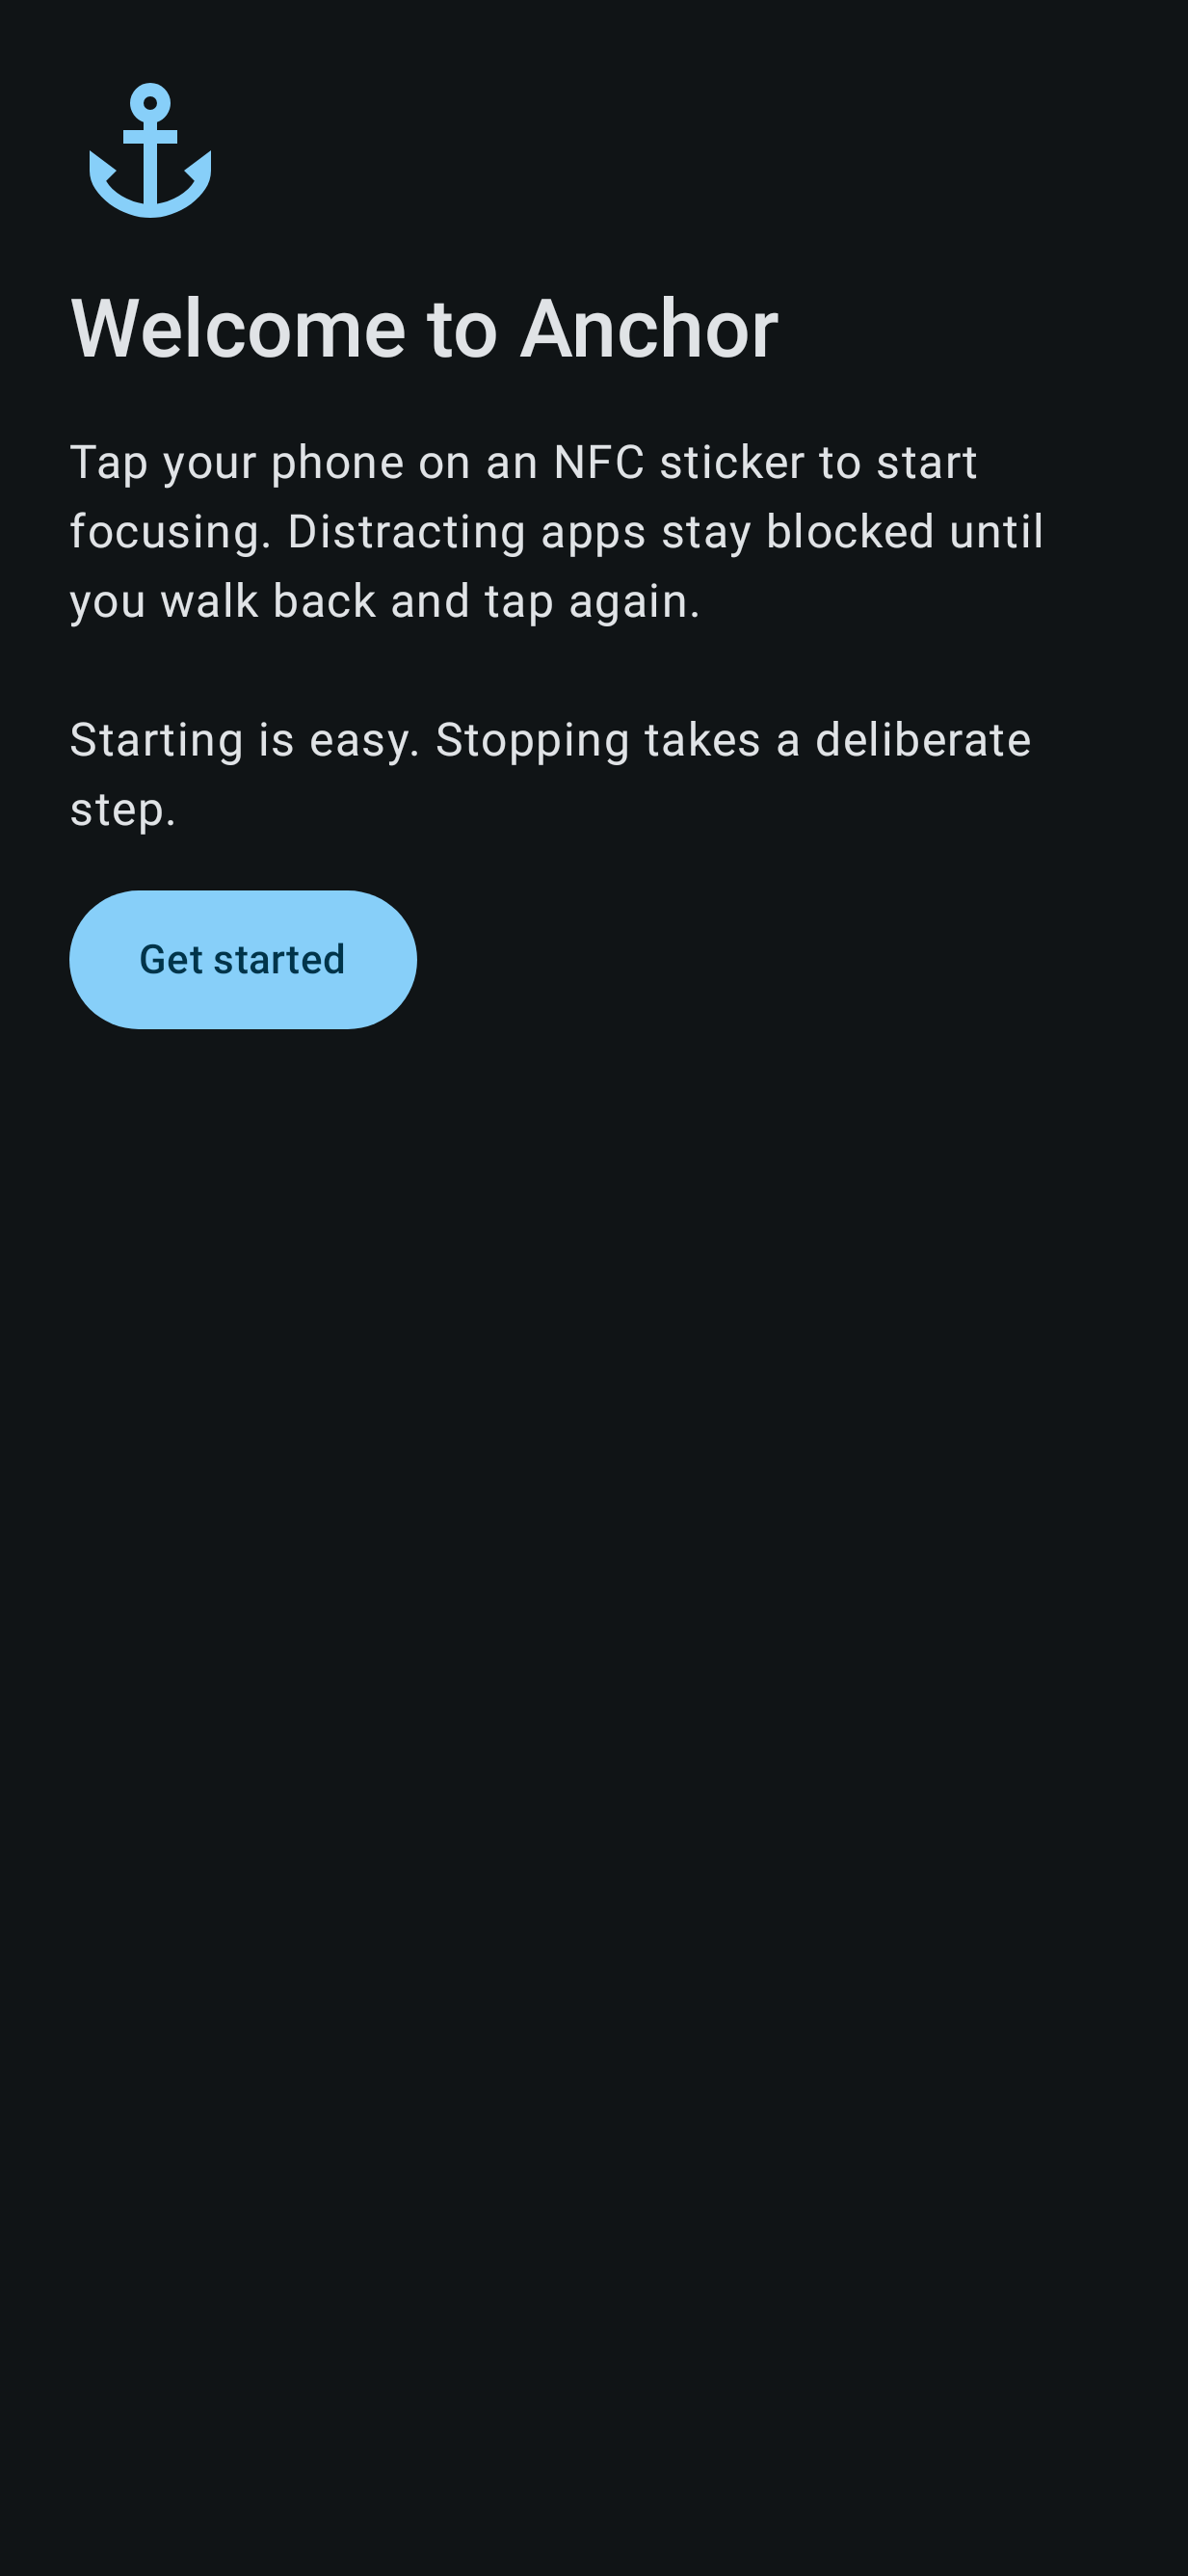 Welcome to Anchor
Tap your phone on an NFC sticker to start
focusing. Distracting apps stay blocked until
you walk back and tap again.
Starting is easy. Stopping takes a deliberate
step.
Get started